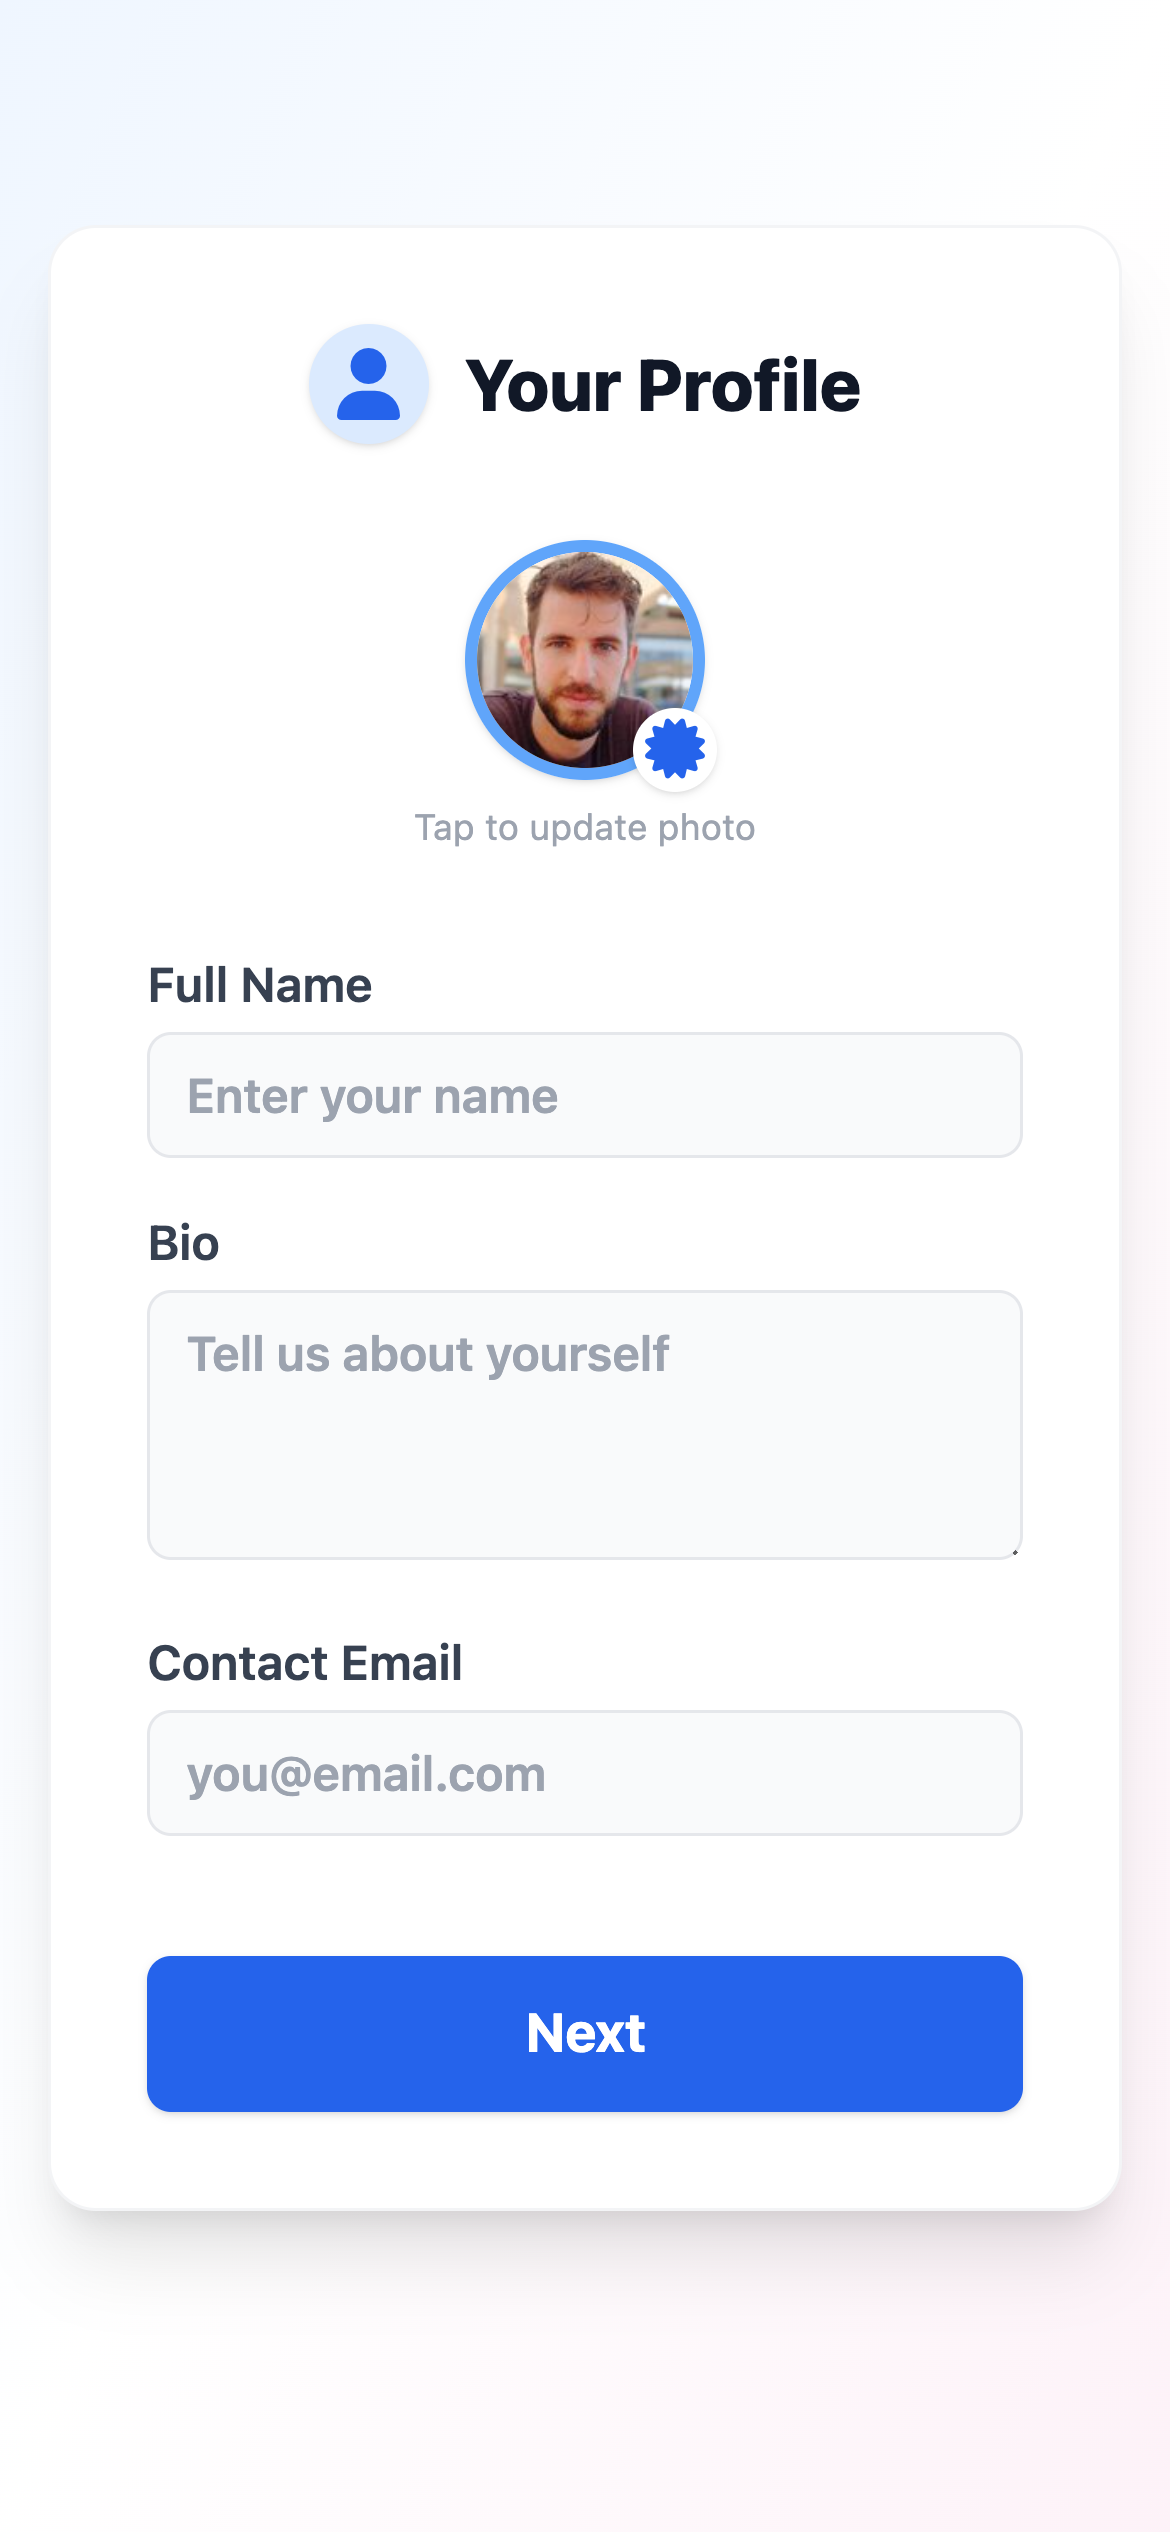 Your Profile
Tap to update photo
Full Name
Enter your name
Bio
Tell us about yourself
Contact Email
you@email.com
Next